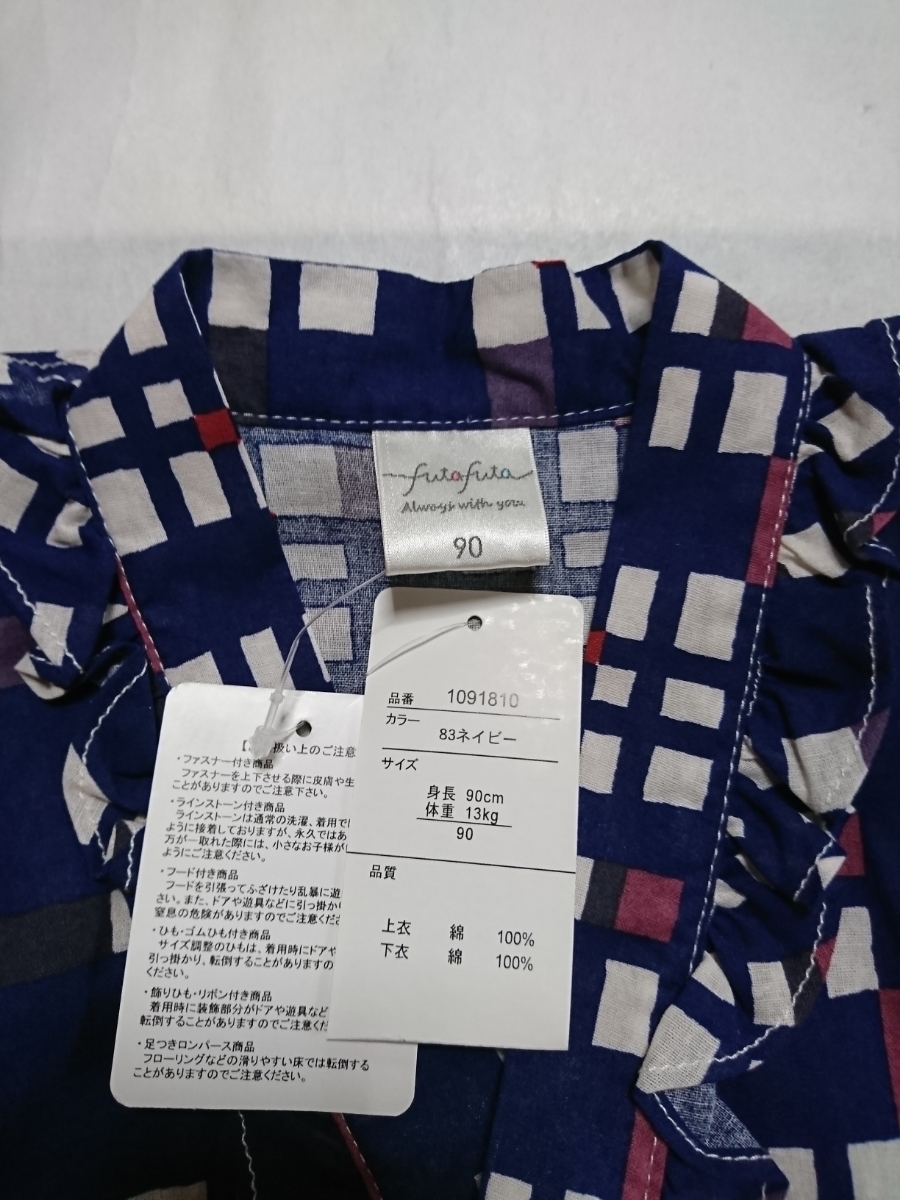 futafuta
Always with you.
90
品番 1091810
カラー
83ネイビー
サイズ
身長 90cm
体重 13kg
90
品質
上衣 綿 100%
下衣 綿 100%
扱い上のご注意
・ファスナー付き商品
ファスナーを上下させる際に皮膚や生
ことがありますのでご注意下さい。
・ラインストーン付き商品
ラインストーンは通常の洗濯、着用で
ように接着しておりますが、永久ではあ
万が一取れた際には、小さなお子様が
ようにご注意ください。
・フード付き商品
フードを引張ってふざけたり乱暴に遊
さい。また、ドアや遊具などに引っ掛か
窒息の危険がありますのでご注意くだ
・ひも・ゴムひも付き商品
サイズ調整のひもは、着用時にドアや
引っ掛かり、転倒することがありますの
ください。
・飾りひも・リボン付き商品
着用時に装飾部分がドアや遊具など
転倒することがありますのでご注意くだ
・足つきロンパース商品
フローリングなどの滑りやすい床では転倒する
ことがありますのでご注意ください。